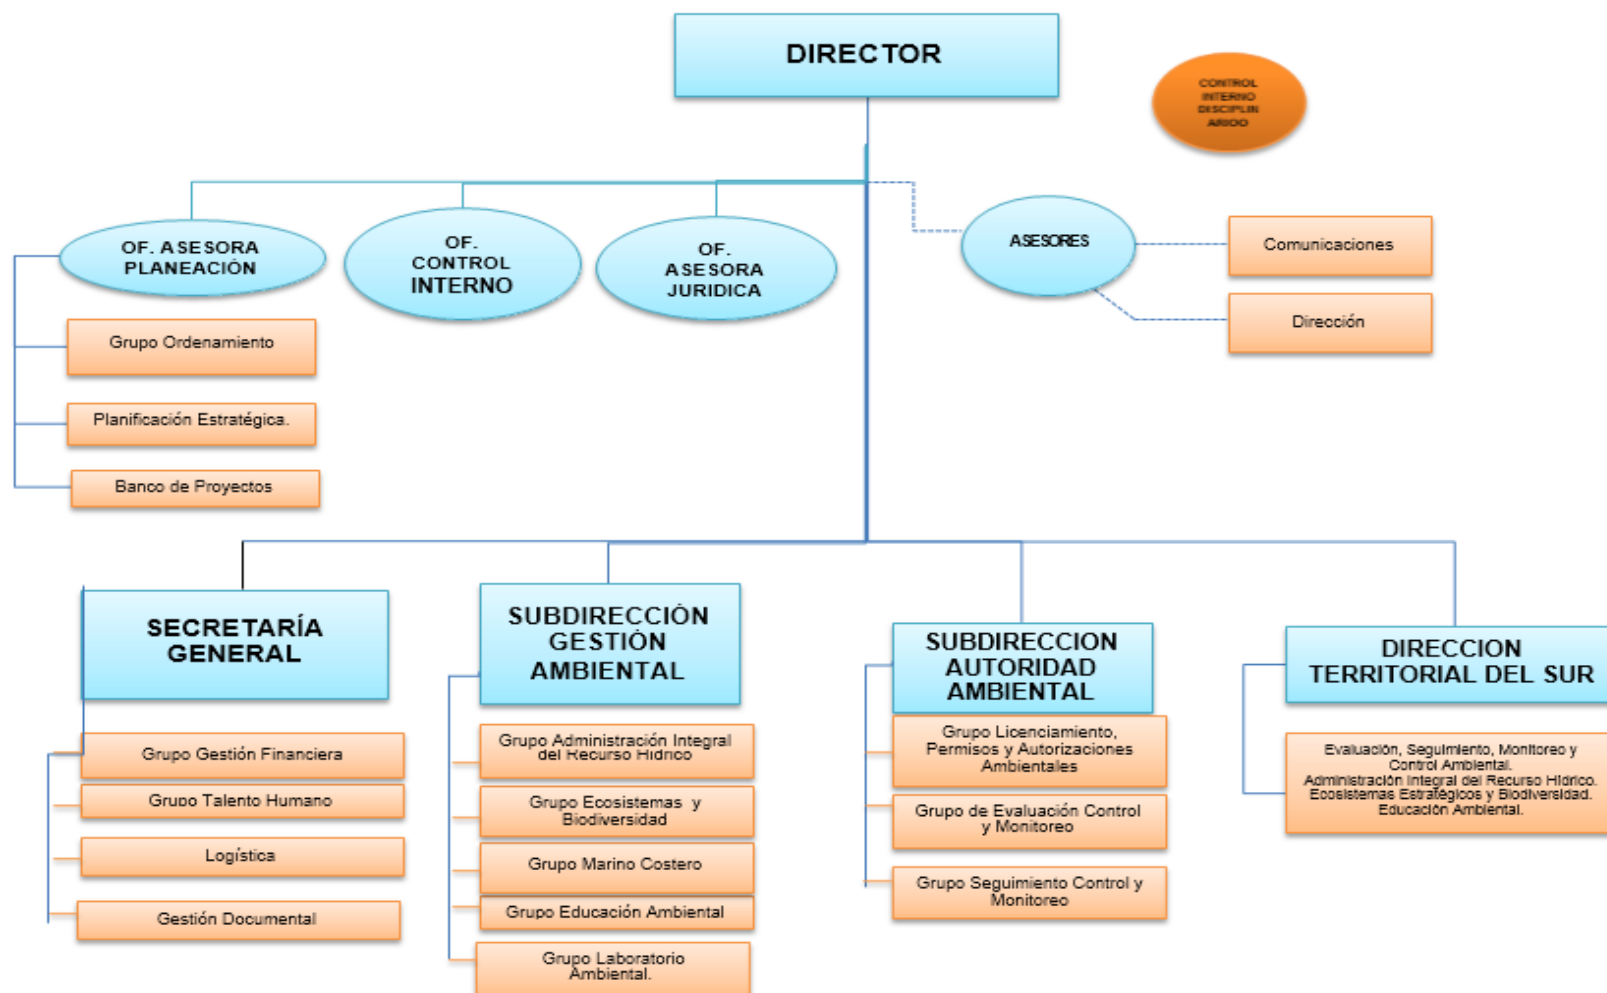 DIRECTOR
CONTROL
INTERNO
DISCIPLIN
ARIOO
OF. ASESORA
PLANEACIÓN
OF.
CONTROL
INTERNO
OF.
ASESORA
JURIDICA
ASESORES
Comunicaciones
Dirección
Grupo Ordenamiento
Planificación Estratégica.
Banco de Proyectos
SECRETARÍA
GENERAL
Grupo Gestión Financiera
Grupo Talento Humano
Logística
Gestión Documental
SUBDIRECCIÓN
GESTIÓN
AMBIENTAL
Grupo Administración Integral
del Recurso Hídrico
Grupo Ecosistemas y
Biodiversidad
Grupo Marino Costero
Grupo Educación Ambiental
Grupo Laboratorio
Ambiental.
SUBDIRECCION
AUTORIDAD
AMBIENTAL
Grupo Licenciamiento,
Permisos y Autorizaciones
Ambientales
Grupo de Evaluación Control
y Monitoreo
Grupo Seguimiento Control y
Monitoreo
DIRECCION
TERRITORIAL DEL SUR
Evaluación, Seguimiento, Monitoreo y
Control Ambiental.
Administración Integral del Recurso Hídrico.
Ecosistemas Estratégicos y Biodiversidad.
Educación Ambiental.